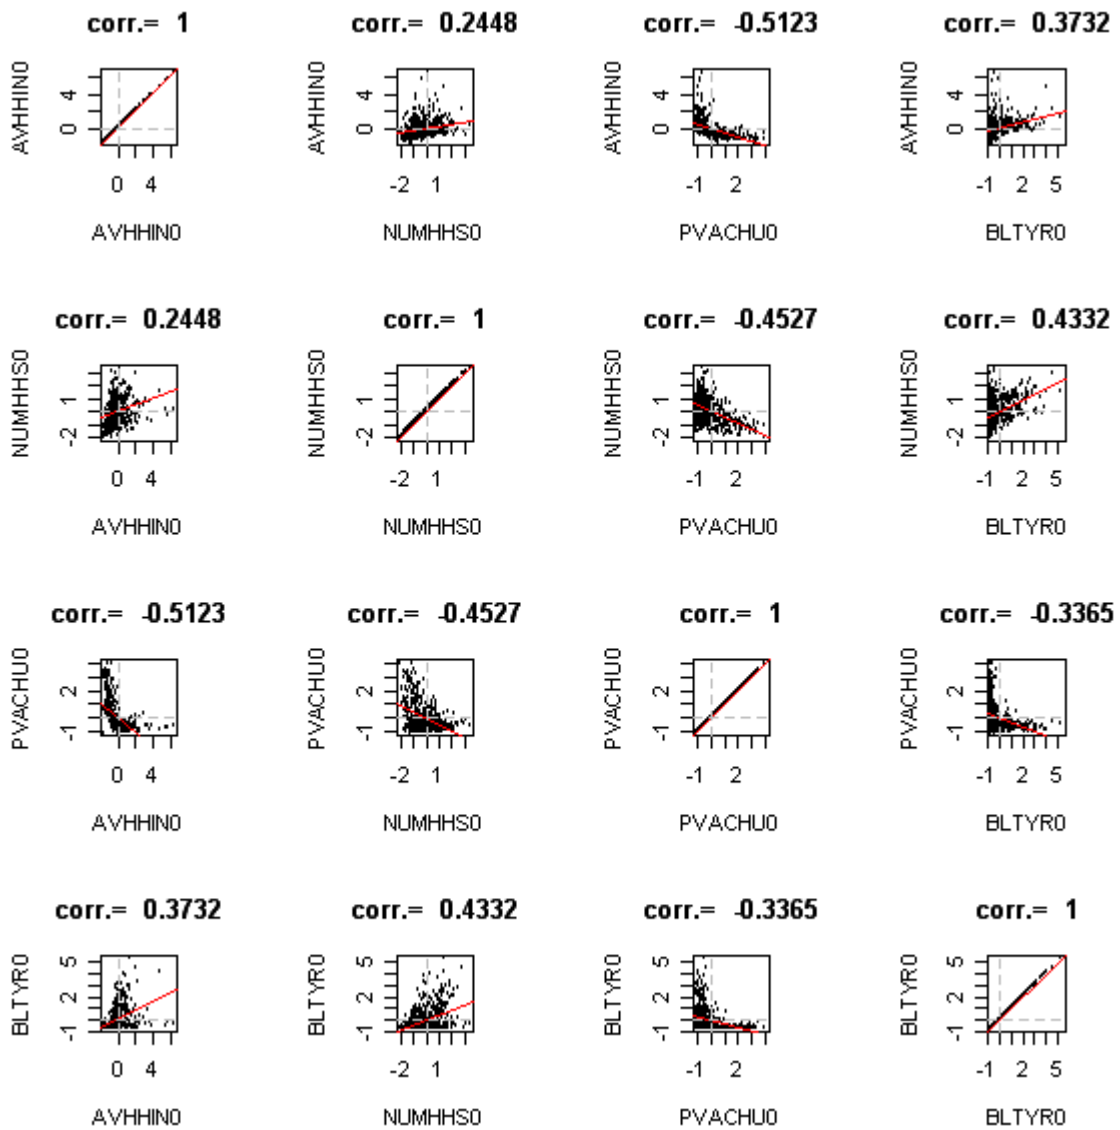 corr.= 1
corr.= 0.2448
corr.= -0.5123
corr.= 0.3732
AVHHIN0
0 4
0 4
AVHHIN0
AVHHIN0
0 4
-2 1
NUMHHS0
AVHHIN0
0 4
-1 2
PVACHU0
AVHHIN0
0 4
-1 2 5
BLTYR0
corr.= 0.2448
corr.= 1
corr.= -0.4527
corr.= 0.4332
NUMHHS0
-2 1
0 4
AVHHIN0
NUMHHS0
-2 1
-2 1
NUMHHS0
NUMHHS0
-2 1
-1 2
PVACHU0
NUMHHS0
-2 1
-1 2 5
BLTYR0
corr.= -0.5123
corr.= -0.4527
corr.= 1
corr.= -0.3365
PVACHU0
-1 2
0 4
AVHHIN0
PVACHU0
-1 2
-2 1
NUMHHS0
PVACHU0
-1 2
-1 2
PVACHU0
PVACHU0
-1 2
-1 2 5
BLTYR0
corr.= 0.3732
corr.= 0.4332
corr.= -0.3365
corr.= 1
BLTYR0
-1 2 5
0 4
AVHHIN0
BLTYR0
-1 2 5
-2 1
NUMHHS0
BLTYR0
-1 2 5
-1 2
PVACHU0
BLTYR0
-1 2 5
-1 2 5
BLTYR0